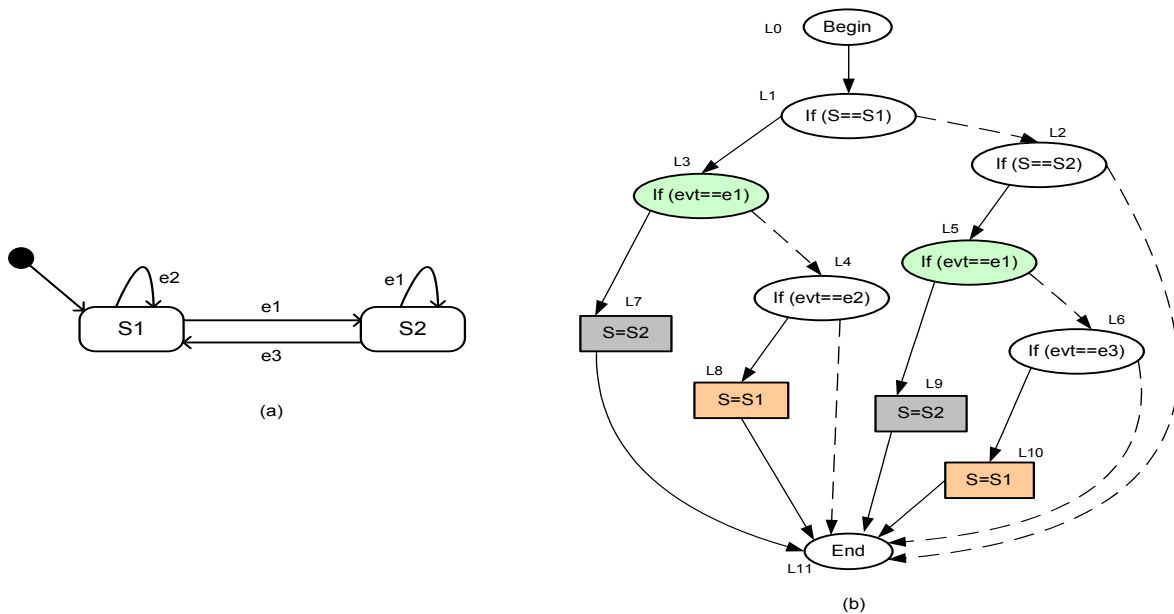 e2
S1
e1
e3
e1
S2
(a)
L0
Begin
L1
If (S==S1)
L2
If (S==S2)
L3
If (evt==e1)
L5
If (evt==e1)
L4
If (evt==e2)
L7
S=S2
L6
If (evt==e3)
L8
S=S1
L9
S=S2
L10
S=S1
End
L11
(b)